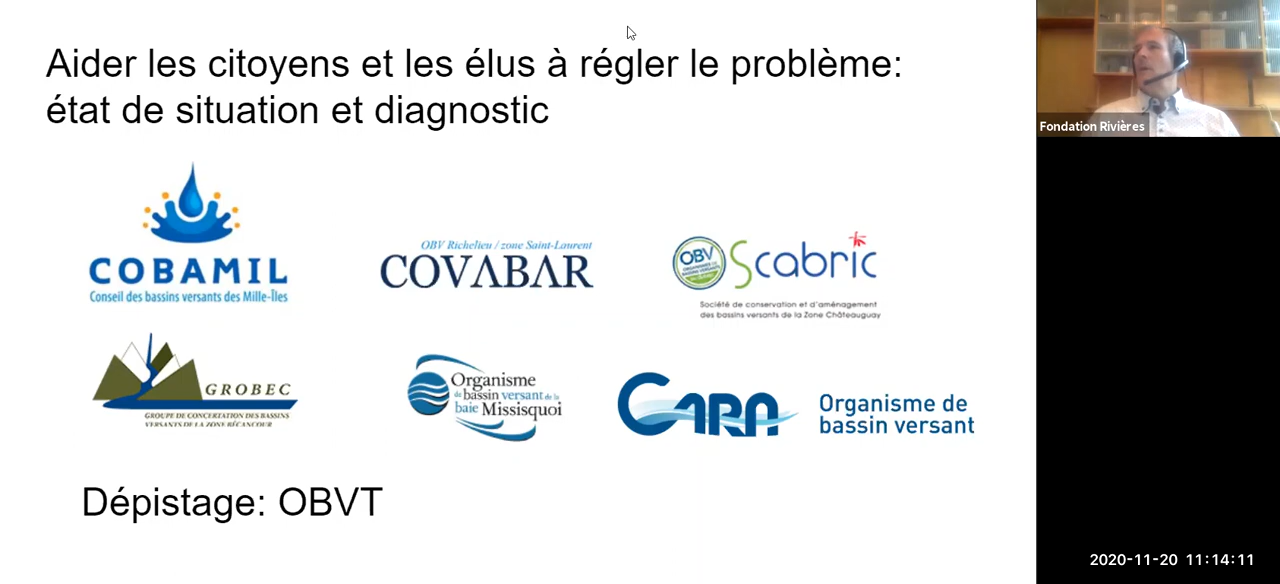 Aider les citoyens et les élus à régler le problème:
état de situation et diagnostic
Fondation Rivières
COBAMIL
Conseil des bassins versants des Mille-Îles
OBV Richelieu / zone Saint-Laurent
COVABAR
OBV
Scabric
Société de conservation et d'aménagement
des bassins versants de la Zone Châteauguay
GROBEC
GROUPE DE CONCERTATION DES BASSINS
VERSANTS DE LA ZONE BÉCANCOUR
Organisme
du bassin versant de la
baie Missisquoi
CARA
Organisme de
bassin versant
Dépistage: OBVT
2020-11-20 11:14:11